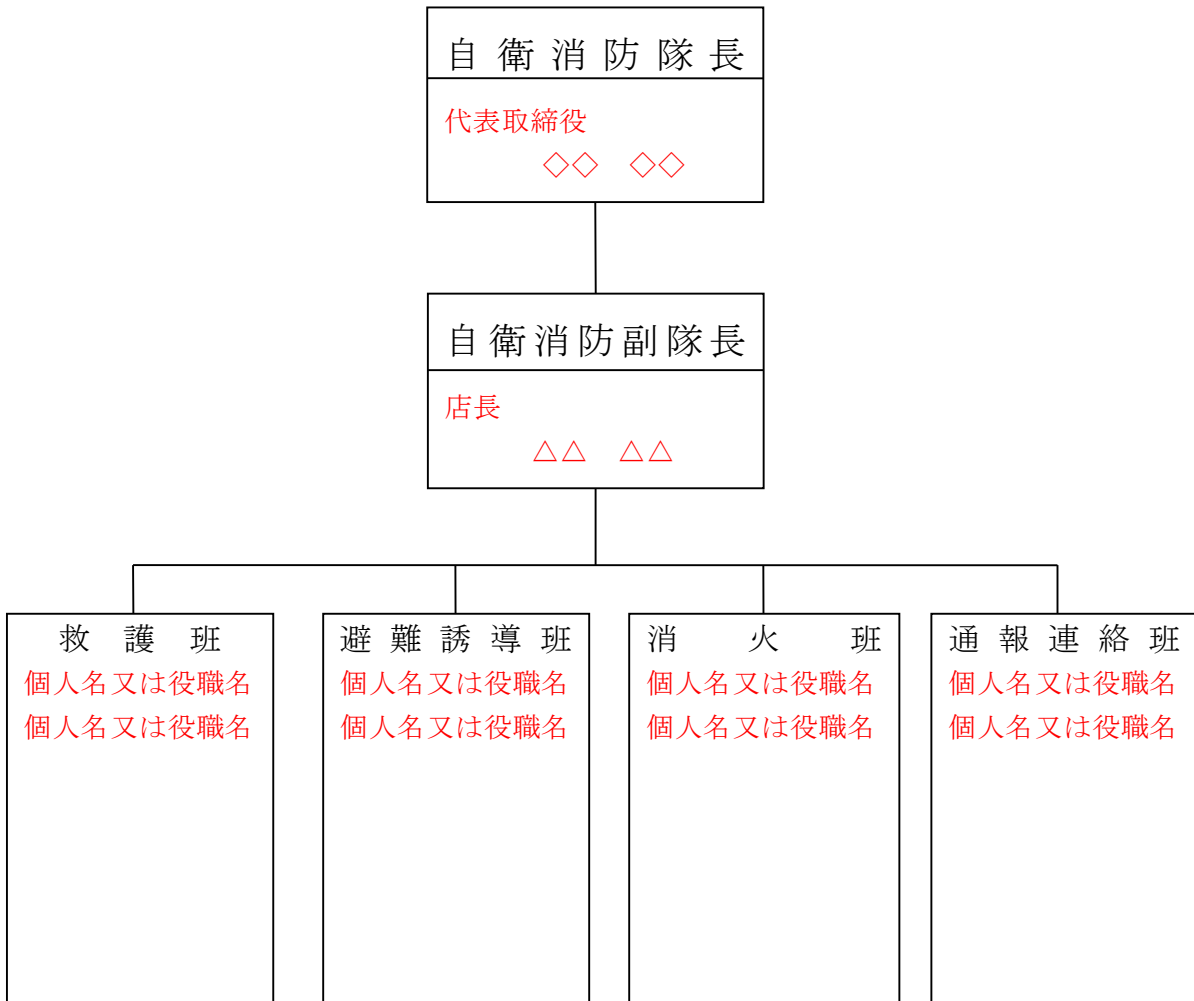 自衛消防隊長
代表取締役
◇◇　◇◇
自衛消防副隊長
店長
△△　△△
救護班
個人名又は役職名
個人名又は役職名
避難誘導班
個人名又は役職名
個人名又は役職名
消火班
個人名又は役職名
個人名又は役職名
通報連絡班
個人名又は役職名
個人名又は役職名